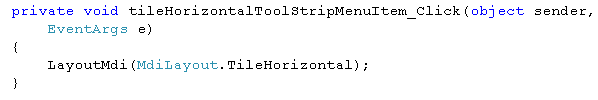 private void tileHorizontalToolStripMenuItem_Click(object sender,
    EventArgs e)
{
    LayoutMdi(MdiLayout.TileHorizontal);
}